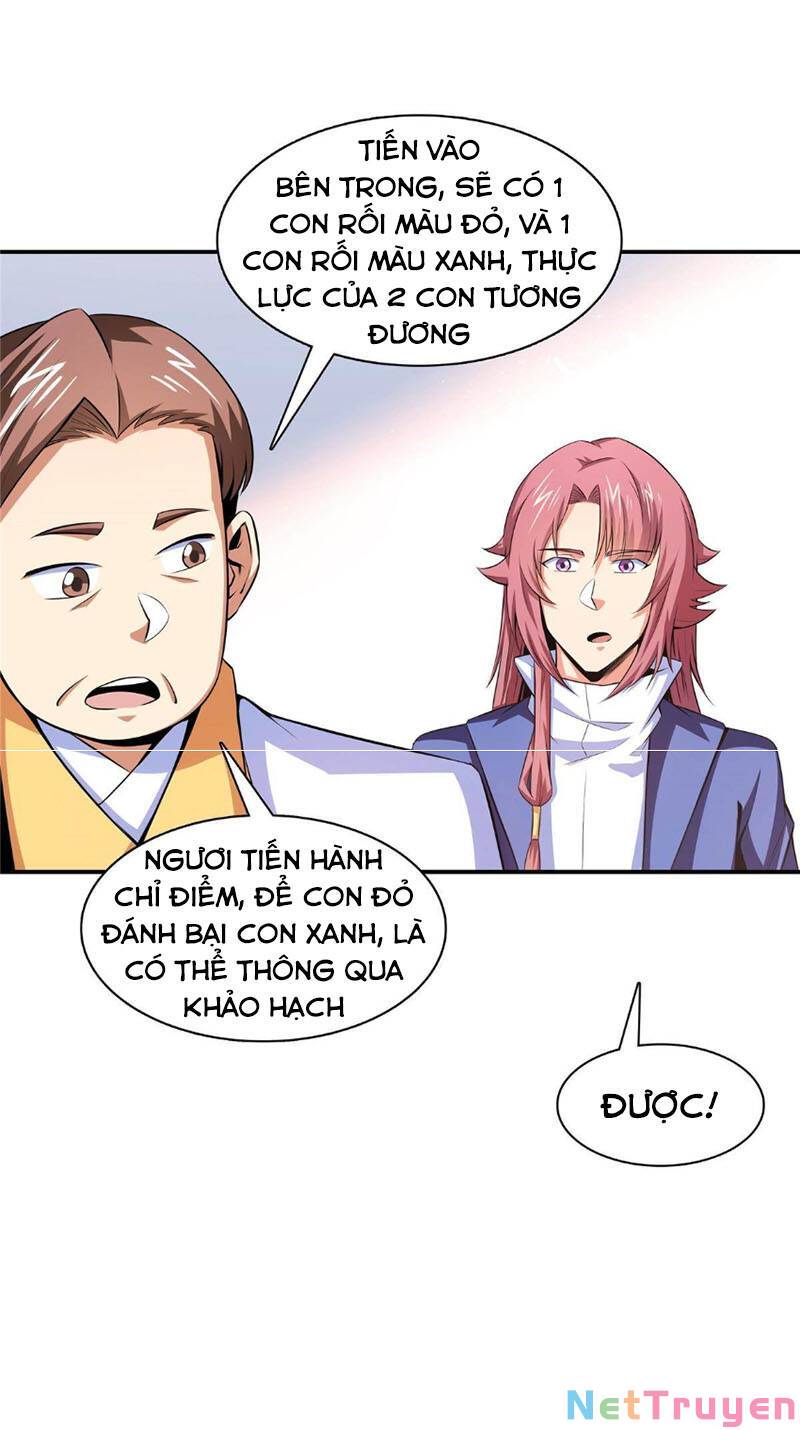 TIẾN VÀO
BÊN TRONG, SẼ CÓ 1
CON RỐI MÀU ĐỎ, VÀ 1
CON RỐI MÀU XANH, THỰC
LỰC CỦA 2 CON TƯƠNG
ĐƯƠNG
NGƯƠI TIẾN HÀNH
CHỈ ĐIỂM, ĐỂ CON ĐỎ
ĐÁNH BẠI CON XANH, LÀ
CÓ THỂ THÔNG QUA
KHẢO HẠCH
ĐƯỢC!
NetTruyen